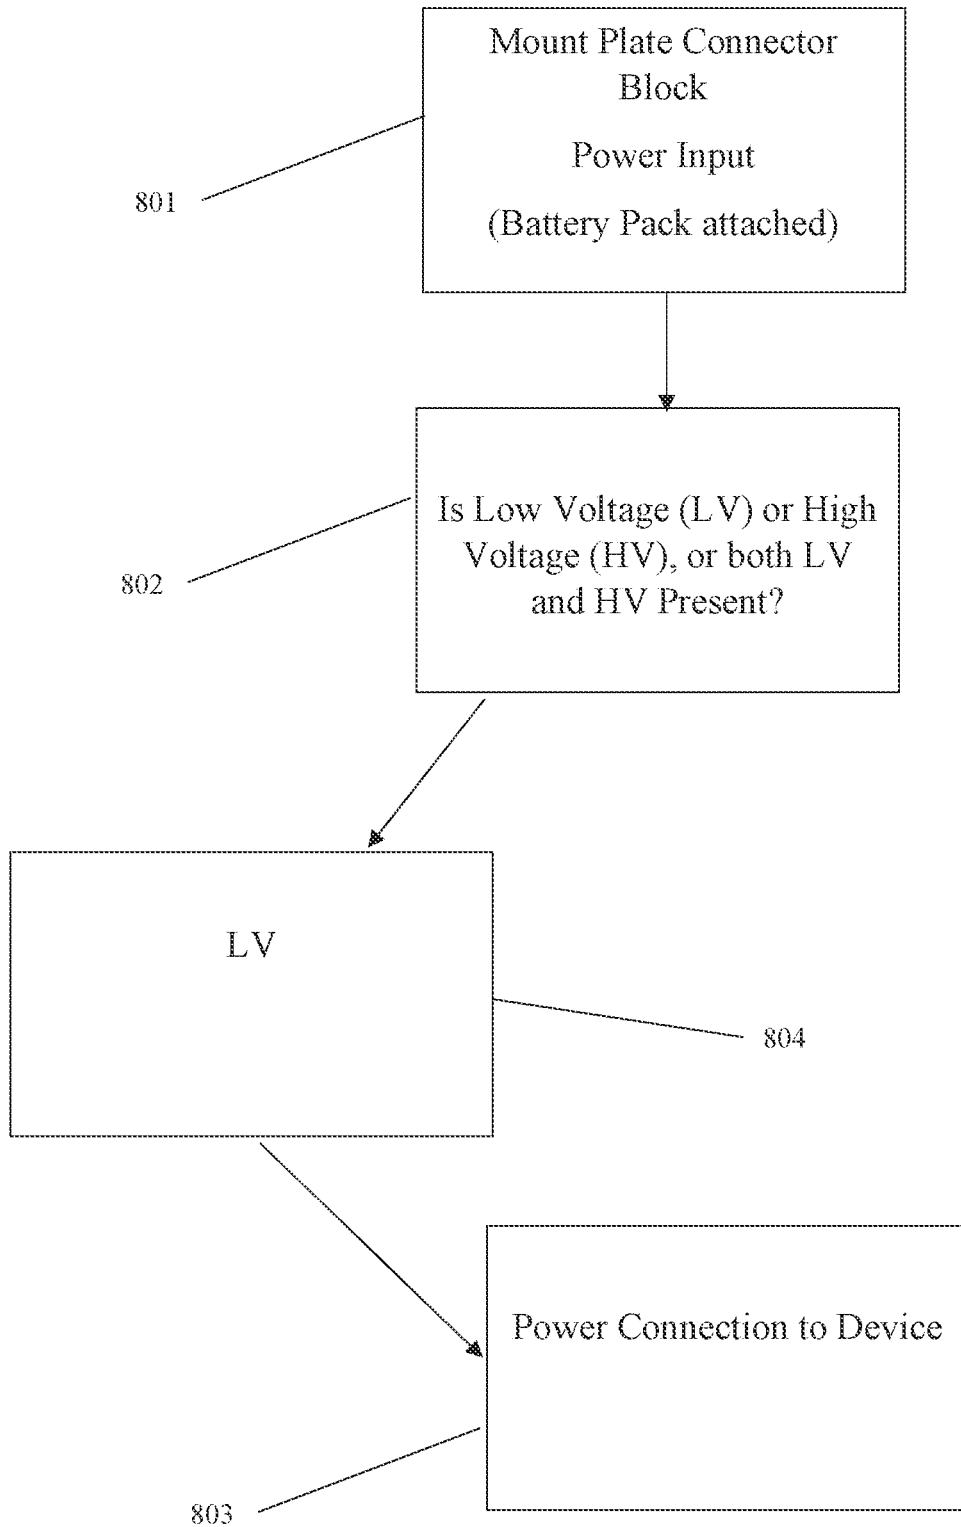 Mount Plate Connector
Block
Power Input
(Battery Pack attached)
801
Is Low Voltage (LV) or High
Voltage (HV), or both LV
and HV Present?
802
LV
804
Power Connection to Device
803